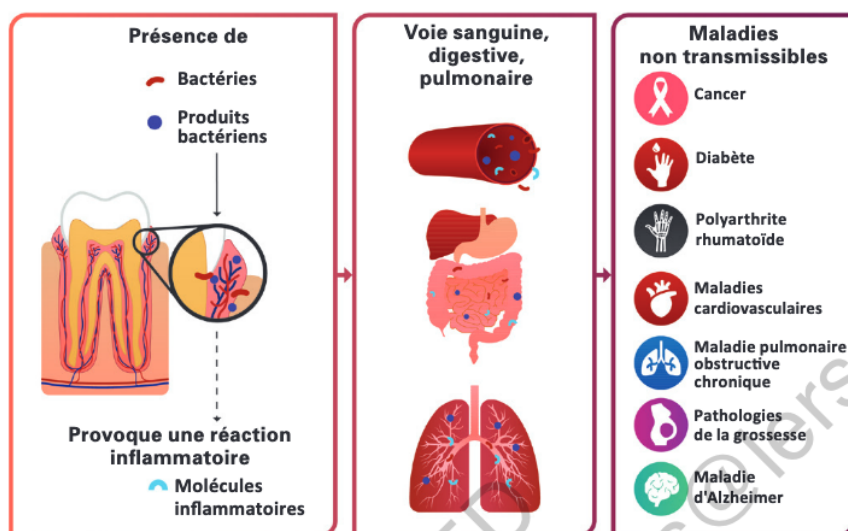 Présence de
Bactéries
Produits
bactériens
Provoque une réaction
inflammatoire
Molécules
inflammatoires
Voie sanguine,
digestive,
pulmonaire
Maladies
non transmissibles
Cancer
Diabète
Polyarthrite
rhumatoïde
Maladies
cardiovasculaires
Maladie pulmonaire
obstructive
chronique
Pathologies
de la grossesse
Maladie
d'Alzheimer